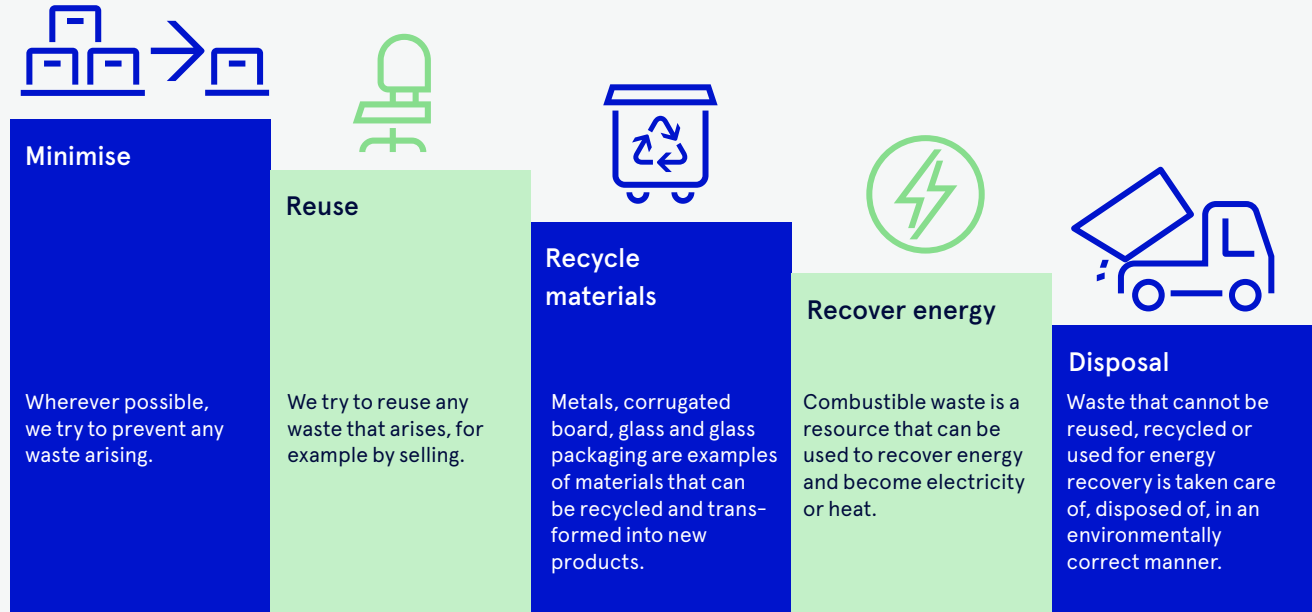 Minimise
Wherever possible,
we try to prevent any
waste arising.
Reuse
We try to reuse any
waste that arises, for
example by selling.
Recycle
materials
Metals, corrugated
board, glass and glass
packaging are examples
of materials that can
be recycled and trans-
formed into new
products.
Recover energy
Combustible waste is a
resource that can be
used to recover energy
and become electricity
or heat.
Disposal
Waste that cannot be
reused, recycled or
used for energy
recovery is taken care
of, disposed of, in an
environmentally
correct manner.